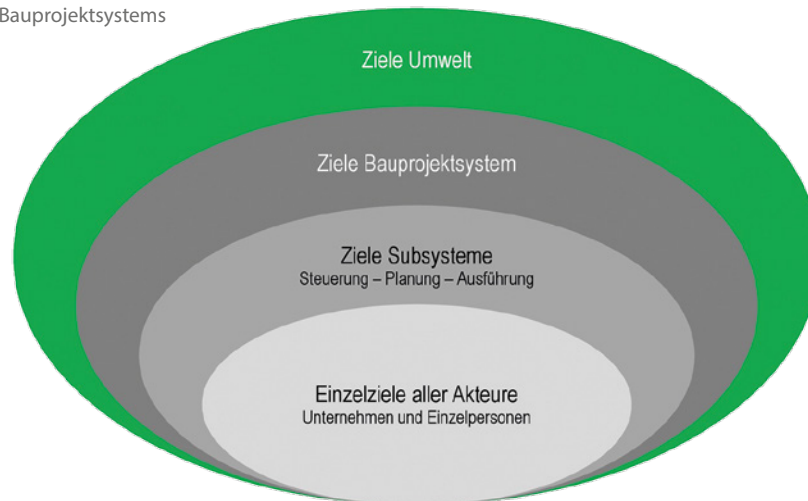 Bauprojektsystems
Ziele Umwelt
Ziele Bauprojektsystem
Ziele Subsysteme
Steuerung – Planung – Ausführung
Einzelziele aller Akteure
Unternehmen und Einzelpersonen